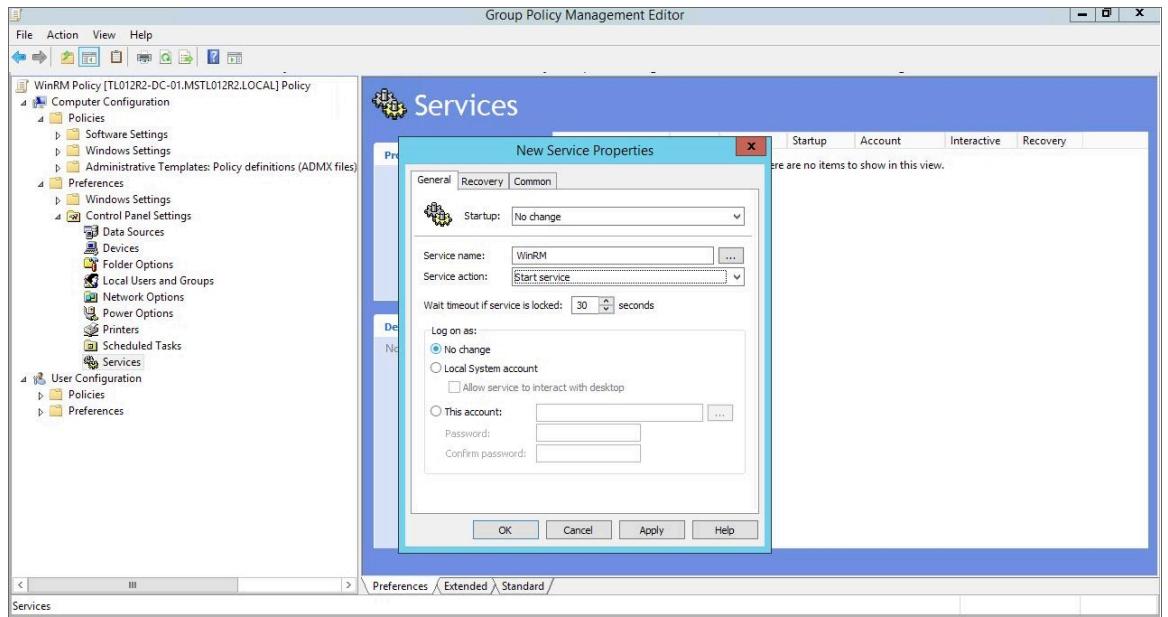 Group Policy Management Editor
File Action View Help
WinRM Policy [TL012R2-DC-01.MSTL012R2.LOCAL] Policy
Computer Configuration
Policies
Software Settings
Windows Settings
Administrative Templates: Policy definitions (ADMX files)
Preferences
Windows Settings
Control Panel Settings
Data Sources
Devices
Folder Options
Local Users and Groups
Network Options
Power Options
Printers
Scheduled Tasks
Services
User Configuration
Policies
Preferences
Services
Startup Account Interactive Recovery
ere are no items to show in this view.
Pr
De
No
New Service Properties
x
General Recovery Common
Startup: No change
Service name: WinRM ...
Service action: Start service
Wait timeout if service is locked: 30 seconds
Log on as:
No change
Local System account
Allow service to interact with desktop
This account: ...
Password:
Confirm password:
OK Cancel Apply Help
Preferences Extended Standard
Services